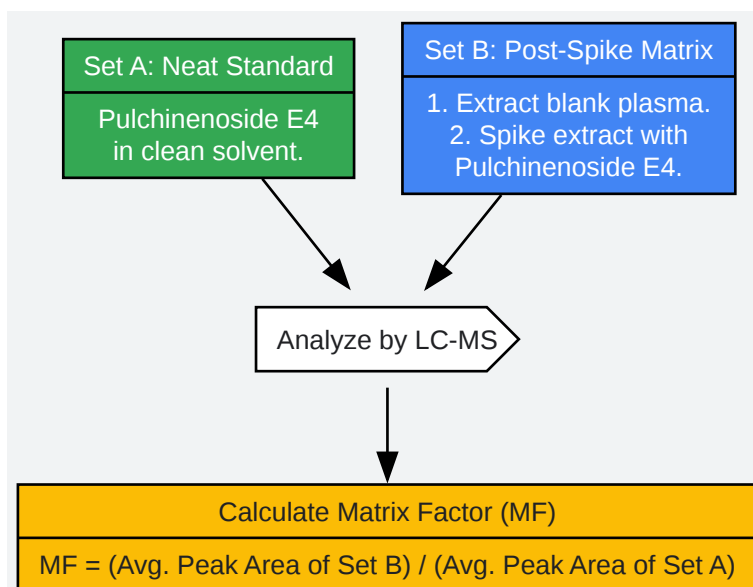 Set A: Neat Standard
Pulchinenoside E4
in clean solvent.
Set B: Post-Spike Matrix
1. Extract blank plasma.
2. Spike extract with
Pulchinenoside E4.
Analyze by LC-MS
Calculate Matrix Factor (MF)
MF = (Avg. Peak Area of Set B) / (Avg. Peak Area of Set A)